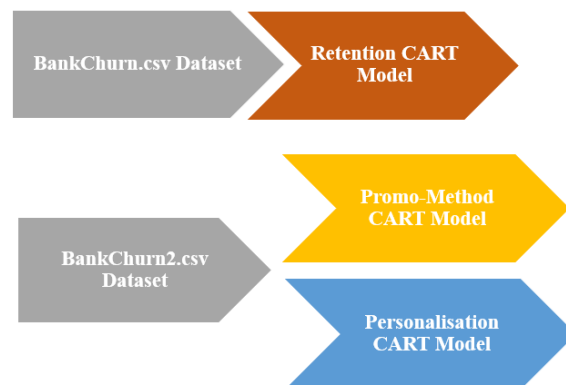 BankChurn.csv Dataset
Retention CART
Model
Promo-Method
CART Model
BankChurn2.csv
Dataset
Personalisation
CART Model